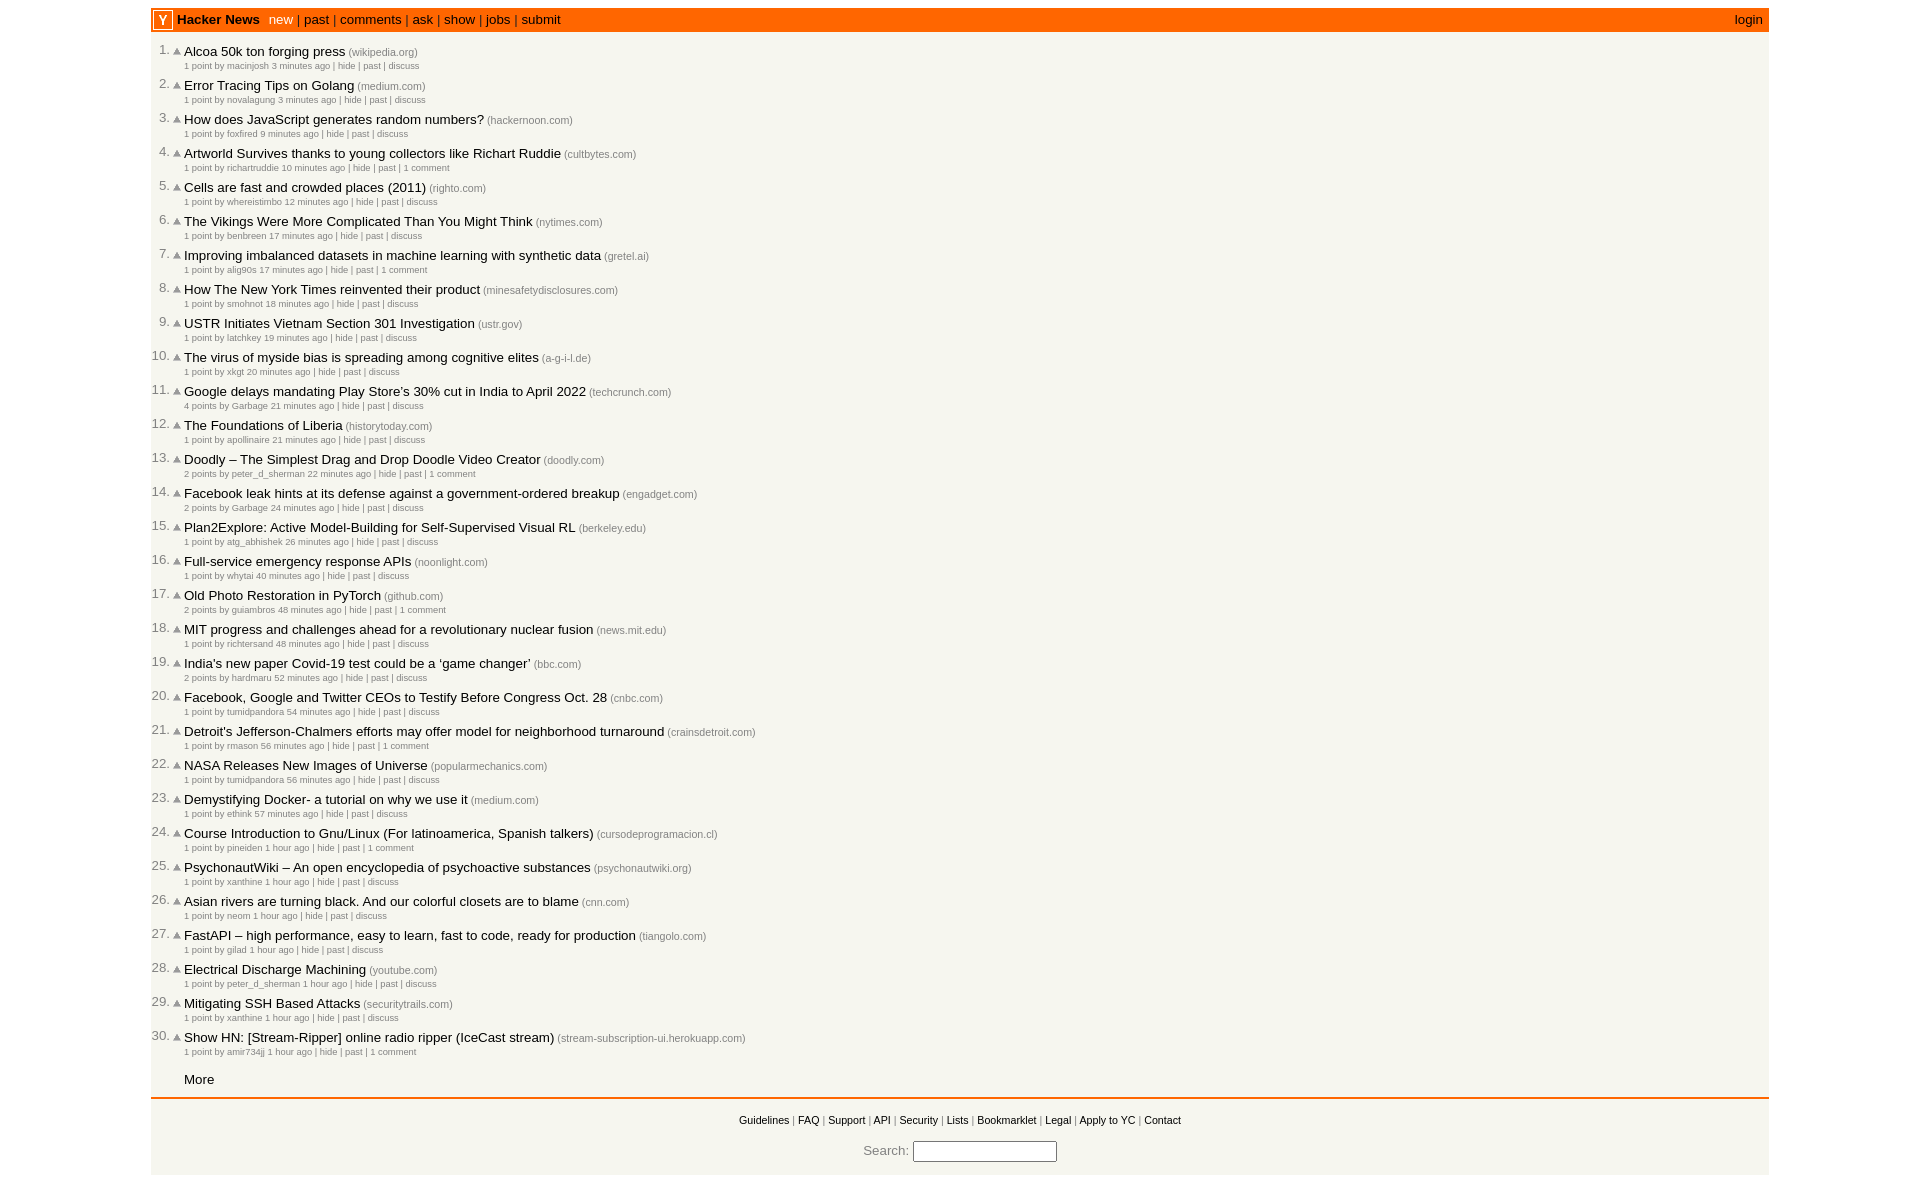 Y Hacker News new | past | comments | ask | show | jobs | submit login
1. Alcoa 50k ton forging press (wikipedia.org)
1 point by macinjosh 3 minutes ago | hide | past | discuss
2. Error Tracing Tips on Golang (medium.com)
1 point by novalagung 3 minutes ago | hide | past | discuss
3. How does JavaScript generates random numbers? (hackernoon.com)
1 point by foxfired 9 minutes ago | hide | past | discuss
4. Artworld Survives thanks to young collectors like Richart Ruddie (cultbytes.com)
1 point by richartruddie 10 minutes ago | hide | past | 1 comment
5. Cells are fast and crowded places (2011) (righto.com)
1 point by whereistimbo 12 minutes ago | hide | past | discuss
6. The Vikings Were More Complicated Than You Might Think (nytimes.com)
1 point by benbreen 17 minutes ago | hide | past | discuss
7. Improving imbalanced datasets in machine learning with synthetic data (gretel.ai)
1 point by alig90s 17 minutes ago | hide | past | 1 comment
8. How The New York Times reinvented their product (minesafetydisclosures.com)
1 point by smohnot 18 minutes ago | hide | past | discuss
9. USTR Initiates Vietnam Section 301 Investigation (ustr.gov)
1 point by latchkey 19 minutes ago | hide | past | discuss
10. The virus of myside bias is spreading among cognitive elites (a-g-i-l.de)
1 point by xkgt 20 minutes ago | hide | past | discuss
11. Google delays mandating Play Store’s 30% cut in India to April 2022 (techcrunch.com)
4 points by Garbage 21 minutes ago | hide | past | discuss
12. The Foundations of Liberia (historytoday.com)
1 point by apollinaire 21 minutes ago | hide | past | discuss
13. Doodly – The Simplest Drag and Drop Doodle Video Creator (doodly.com)
2 points by peter_d_sherman 22 minutes ago | hide | past | 1 comment
14. Facebook leak hints at its defense against a government-ordered breakup (engadget.com)
2 points by Garbage 24 minutes ago | hide | past | discuss
15. Plan2Explore: Active Model-Building for Self-Supervised Visual RL (berkeley.edu)
1 point by atg_abhishek 26 minutes ago | hide | past | discuss
16. Full-service emergency response APIs (noonlight.com)
1 point by whytai 40 minutes ago | hide | past | discuss
17. Old Photo Restoration in PyTorch (github.com)
2 points by guiambros 48 minutes ago | hide | past | 1 comment
18. MIT progress and challenges ahead for a revolutionary nuclear fusion (news.mit.edu)
1 point by richtersand 48 minutes ago | hide | past | discuss
19. India's new paper Covid-19 test could be a ‘game changer’ (bbc.com)
2 points by hardmaru 52 minutes ago | hide | past | discuss
20. Facebook, Google and Twitter CEOs to Testify Before Congress Oct. 28 (cnbc.com)
1 point by tumidpandora 54 minutes ago | hide | past | discuss
21. Detroit's Jefferson-Chalmers efforts may offer model for neighborhood turnaround (crainsdetroit.com)
1 point by rmason 56 minutes ago | hide | past | 1 comment
22. NASA Releases New Images of Universe (popularmechanics.com)
1 point by tumidpandora 56 minutes ago | hide | past | discuss
23. Demystifying Docker- a tutorial on why we use it (medium.com)
1 point by ethink 57 minutes ago | hide | past | discuss
24. Course Introduction to Gnu/Linux (For latinoamerica, Spanish talkers) (cursodeprogramacion.cl)
1 point by pineiden 1 hour ago | hide | past | 1 comment
25. PsychonautWiki – An open encyclopedia of psychoactive substances (psychonautwiki.org)
1 point by xanthine 1 hour ago | hide | past | discuss
26. Asian rivers are turning black. And our colorful closets are to blame (cnn.com)
1 point by neom 1 hour ago | hide | past | discuss
27. FastAPI – high performance, easy to learn, fast to code, ready for production (tiangolo.com)
1 point by gilad 1 hour ago | hide | past | discuss
28. Electrical Discharge Machining (youtube.com)
1 point by peter_d_sherman 1 hour ago | hide | past | discuss
29. Mitigating SSH Based Attacks (securitytrails.com)
1 point by xanthine 1 hour ago | hide | past | discuss
30. Show HN: [Stream-Ripper] online radio ripper (IceCast stream) (stream-subscription-ui.herokuapp.com)
1 point by amir734jj 1 hour ago | hide | past | 1 comment
More
Guidelines | FAQ | Support | API | Security | Lists | Bookmarklet | Legal | Apply to YC | Contact
Search: